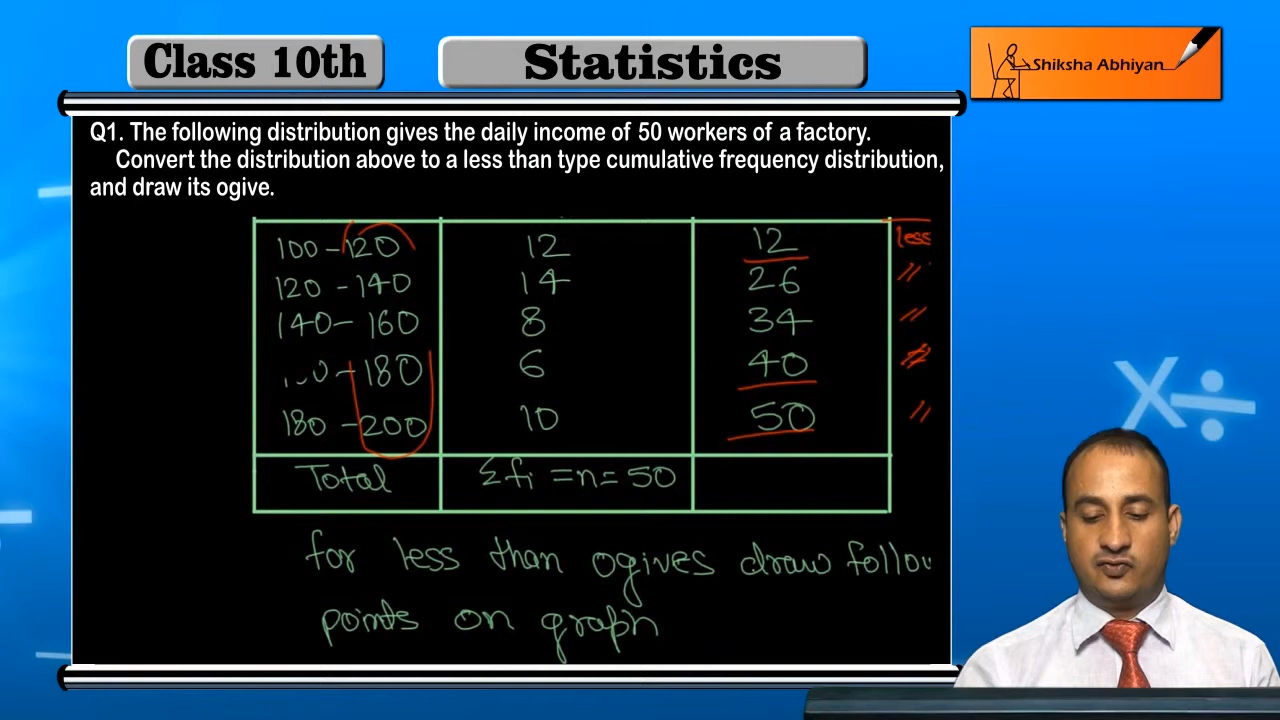 Class 10th
Statistics
Shiksha Abhiyan
Q1. The following distribution gives the daily income of 50 workers of a factory.
Convert the distribution above to a less than type cumulative frequency distribution,
and draw its ogive.
100 - 120 12 12 less
120 - 140 14 26 "
140 - 160 8 34 "
- 180 6 40
180 - 200 10 50 "
Total Σfi = n = 50
for less than ogives draw follow
points on graph